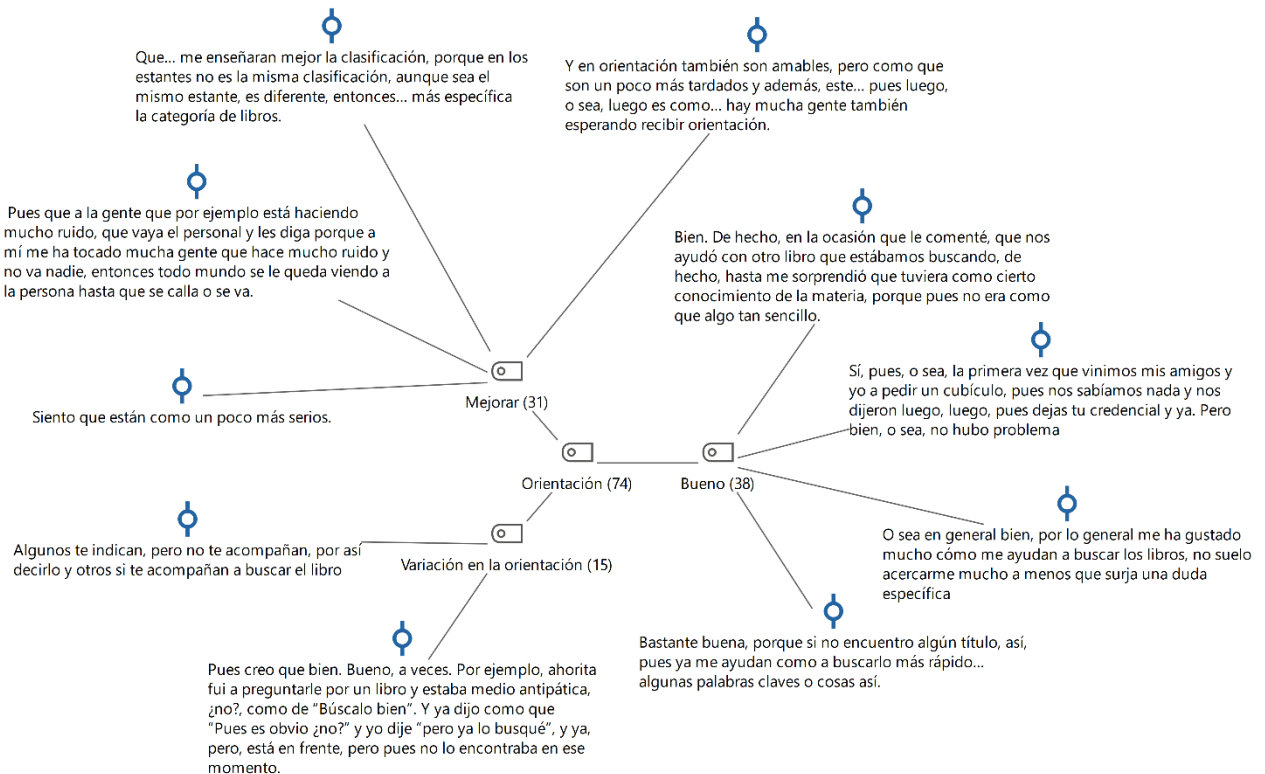 Que... me enseñaran mejor la clasificación, porque en los
estantes no es la misma clasificación, aunque sea el
mismo estante, es diferente, entonces... más específica
la categoría de libros.
Y en orientación también son amables, pero como que
son un poco más tardados y además, este... pues luego,
o sea, luego es como... hay mucha gente también
esperando recibir orientación.
Pues que a la gente que por ejemplo está haciendo
mucho ruido, que vaya el personal y les diga porque a
mí me ha tocado mucha gente que hace mucho ruido y
no va nadie, entonces todo mundo se le queda viendo a
la persona hasta que se calla o se va.
Bien. De hecho, en la ocasión que le comenté, que nos
ayudó con otro libro que estábamos buscando, de
hecho, hasta me sorprendió que tuviera como cierto
conocimiento de la materia, porque pues no era como
que algo tan sencillo.
Sí, pues, o sea, la primera vez que vinimos mis amigos y
yo a pedir un cubículo, pues nos sabíamos nada y nos
dijeron luego, luego, pues dejas tu credencial y ya. Pero
bien, o sea, no hubo problema
Siento que están como un poco más serios.
Mejorar (31)
Orientación (74)
Bueno (38)
Variación en la orientación (15)
Algunos te indican, pero no te acompañan, por así
decirlo y otros si te acompañan a buscar el libro
O sea en general bien, por lo general me ha gustado
mucho cómo me ayudan a buscar los libros, no suelo
acercarme mucho a menos que surja una duda
específica
Bastante buena, porque si no encuentro algún título, así,
pues ya me ayudan como a buscarlo más rápido...
algunas palabras claves o cosas así.
Pues creo que bien. Bueno, a veces. Por ejemplo, ahorita
fui a preguntarle por un libro y estaba medio antipática,
¿no?, como de “Búscalo bien”. Y ya dijo como que
“Pues es obvio ¿no?” y yo dije “pero ya lo busqué”, y ya,
pero, está en frente, pero pues no lo encontraba en ese
momento.